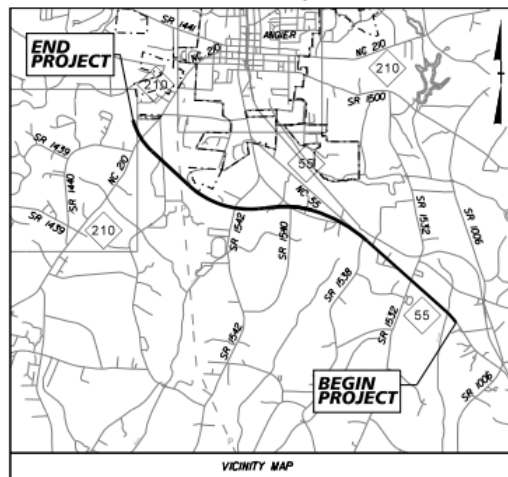 SR 1441
ANGIER
NC 210
END
PROJECT
NC 210
210
210
SR 1500
SR 1439
SR 1440
NC 210
55
NC 55
SR 1542
SR 1540
SR 1532
SR 1006
SR 1439
210
SR 1538
SR 1532
55
SR 1542
BEGIN
PROJECT
SR 1006
VICINITY MAP